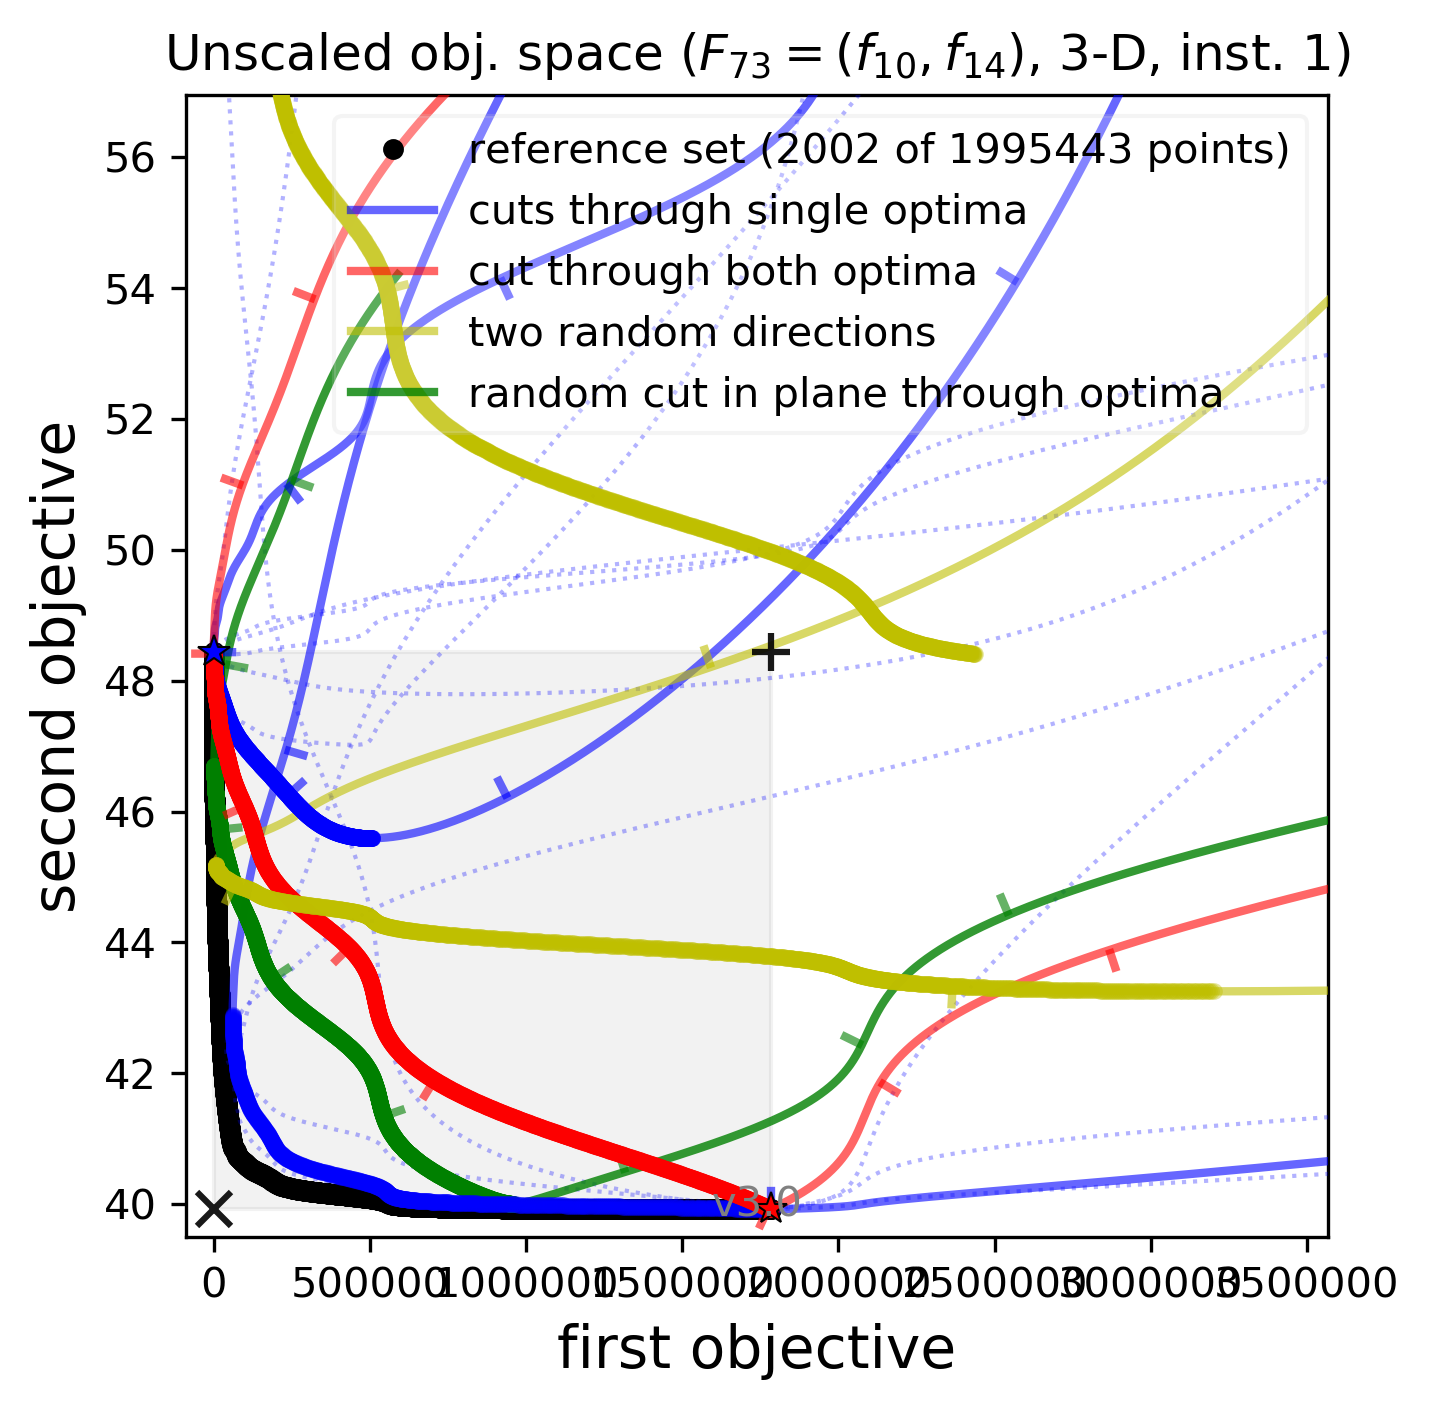 Unscaled obj. space (F73 = (f10, f14), 3-D, inst. 1)
reference set (2002 of 1995443 points)
cuts through single optima
cut through both optima
two random directions
random cut in plane through optima
56
54
52
50
48
46
44
42
40
second objective
v3.0
0 500000 1000000 1500000 2000000 2500000 3000000 3500000
first objective